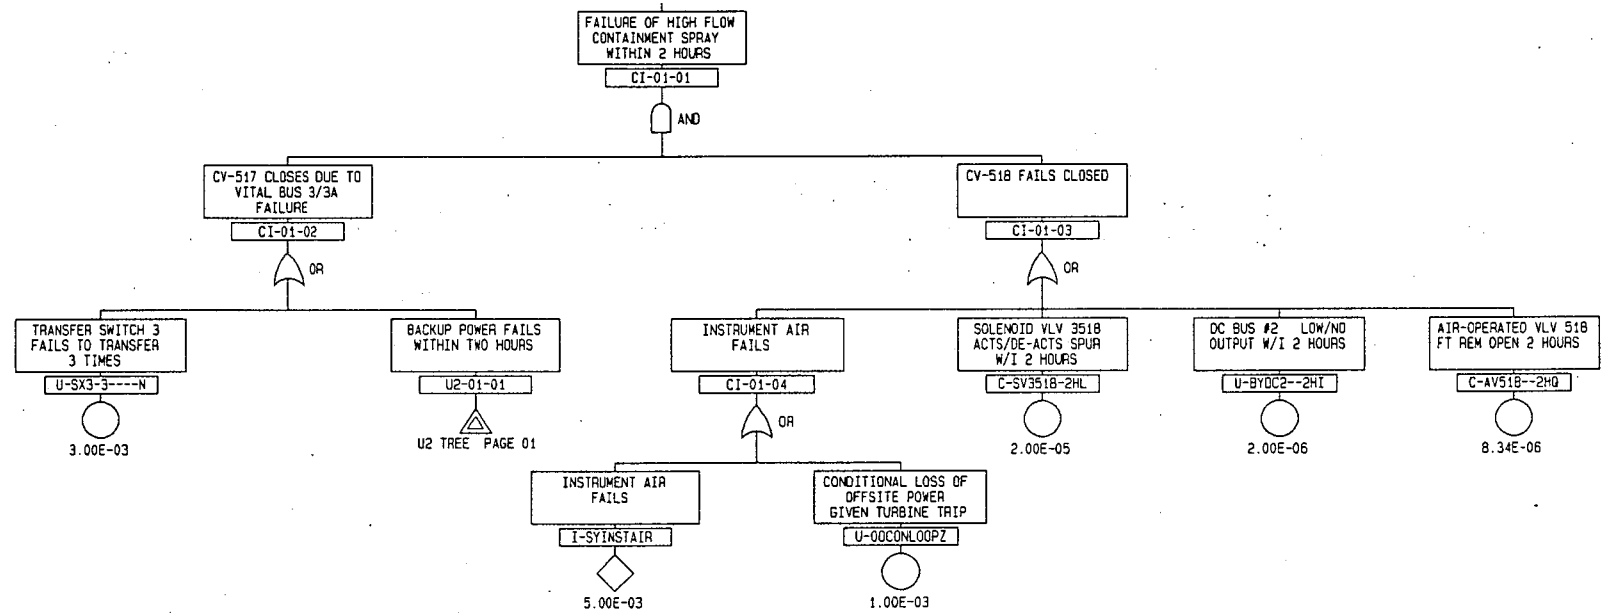 FAILURE OF HIGH FLOW
CONTAINMENT SPRAY
WITHIN 2 HOURS
CI-01-01
AND
CV-517 CLOSES DUE TO
VITAL BUS 3/3A
FAILURE
CI-01-02
OR
CV-518 FAILS CLOSED
CI-01-03
OR
TRANSFER SWITCH 3
FAILS TO TRANSFER
3 TIMES
U-SX3-3----N
3.00E-03
BACKUP POWER FAILS
WITHIN TWO HOURS
U2-01-01
U2 TREE PAGE 01
INSTRUMENT AIR
FAILS
CI-01-04
OR
SOLENOID VLV 3518
ACTS/DE-ACTS SPUR
W/I 2 HOURS
C-SV3518-2HL
2.00E-05
DC BUS #2 LOW/NO
OUTPUT W/I 2 HOURS
U-BYDC2--2HI
2.00E-06
AIR-OPERATED VLV 518
FT REM OPEN 2 HOURS
C-AV518--2HQ
8.34E-06
INSTRUMENT AIR
FAILS
I-SYINSTAIR
5.00E-03
CONDITIONAL LOSS OF
OFFSITE POWER
GIVEN TURBINE TRIP
U-OOCONLOOPZ
1.00E-03